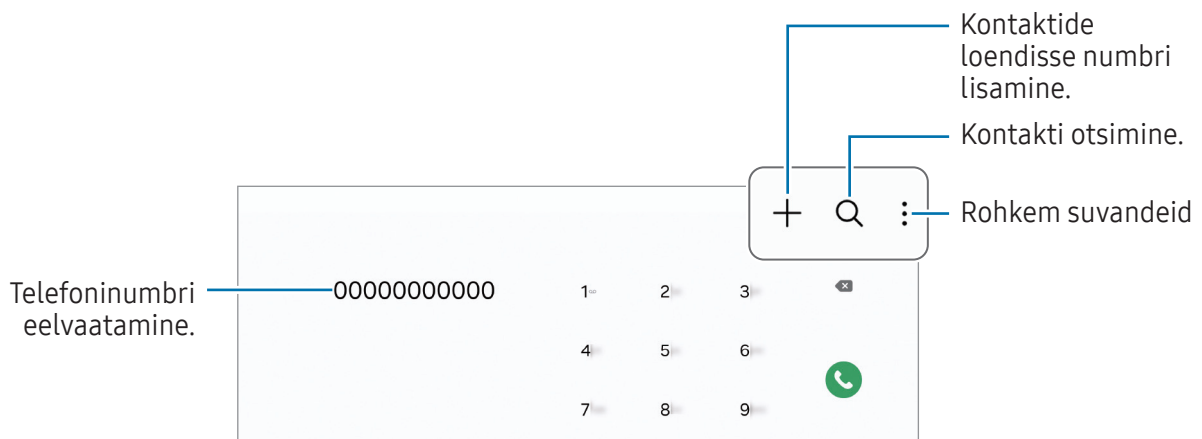 Kontaktide
loendisse numbri
lisamine.
Kontakti otsimine.
Rohkem suvandeid
Telefoninumbri
eelvaatamine.
00000000000
1 2 3
4 5 6
7 8 9